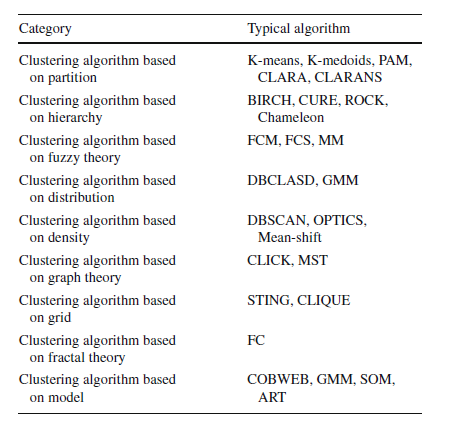 Category Typical algorithm
Clustering algorithm based K-means, K-medoids, PAM,
on partition CLARA, CLARANS
Clustering algorithm based BIRCH, CURE, ROCK,
on hierarchy Chameleon
Clustering algorithm based FCM, FCS, MM
on fuzzy theory
Clustering algorithm based DBCLASD, GMM
on distribution
Clustering algorithm based DBSCAN, OPTICS,
on density Mean-shift
Clustering algorithm based CLICK, MST
on graph theory
Clustering algorithm based STING, CLIQUE
on grid
Clustering algorithm based FC
on fractal theory
Clustering algorithm based COBWEB, GMM, SOM,
on model ART